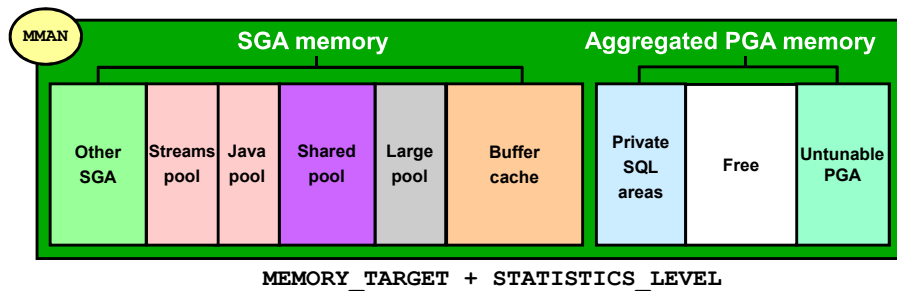 MMAN
SGA memory
Aggregated PGA memory
Other
SGA
Streams
pool
Java
pool
Shared
pool
Large
pool
Buffer
cache
Private
SQL
areas
Free
Untunable
PGA
MEMORY_TARGET + STATISTICS_LEVEL